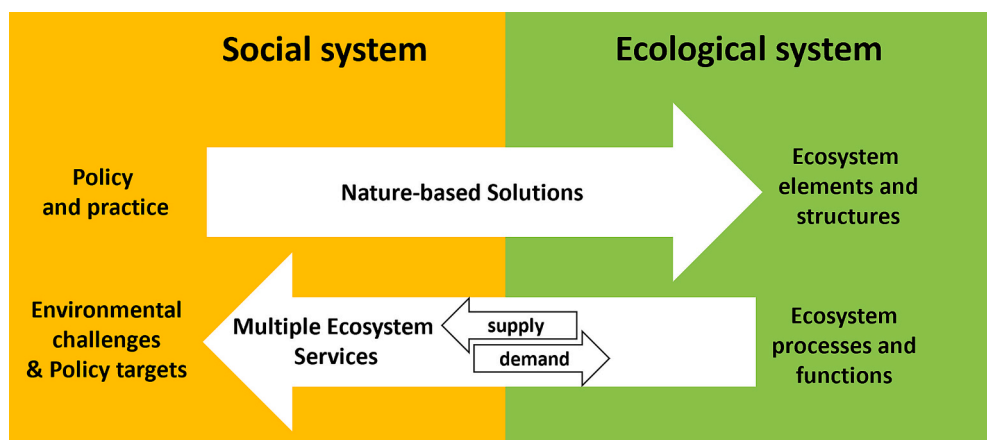 Social system
Ecological system
Policy
and practice
Nature-based Solutions
Ecosystem
elements and
structures
Environmental
challenges
& Policy targets
Multiple Ecosystem
Services
supply
demand
Ecosystem
processes and
functions